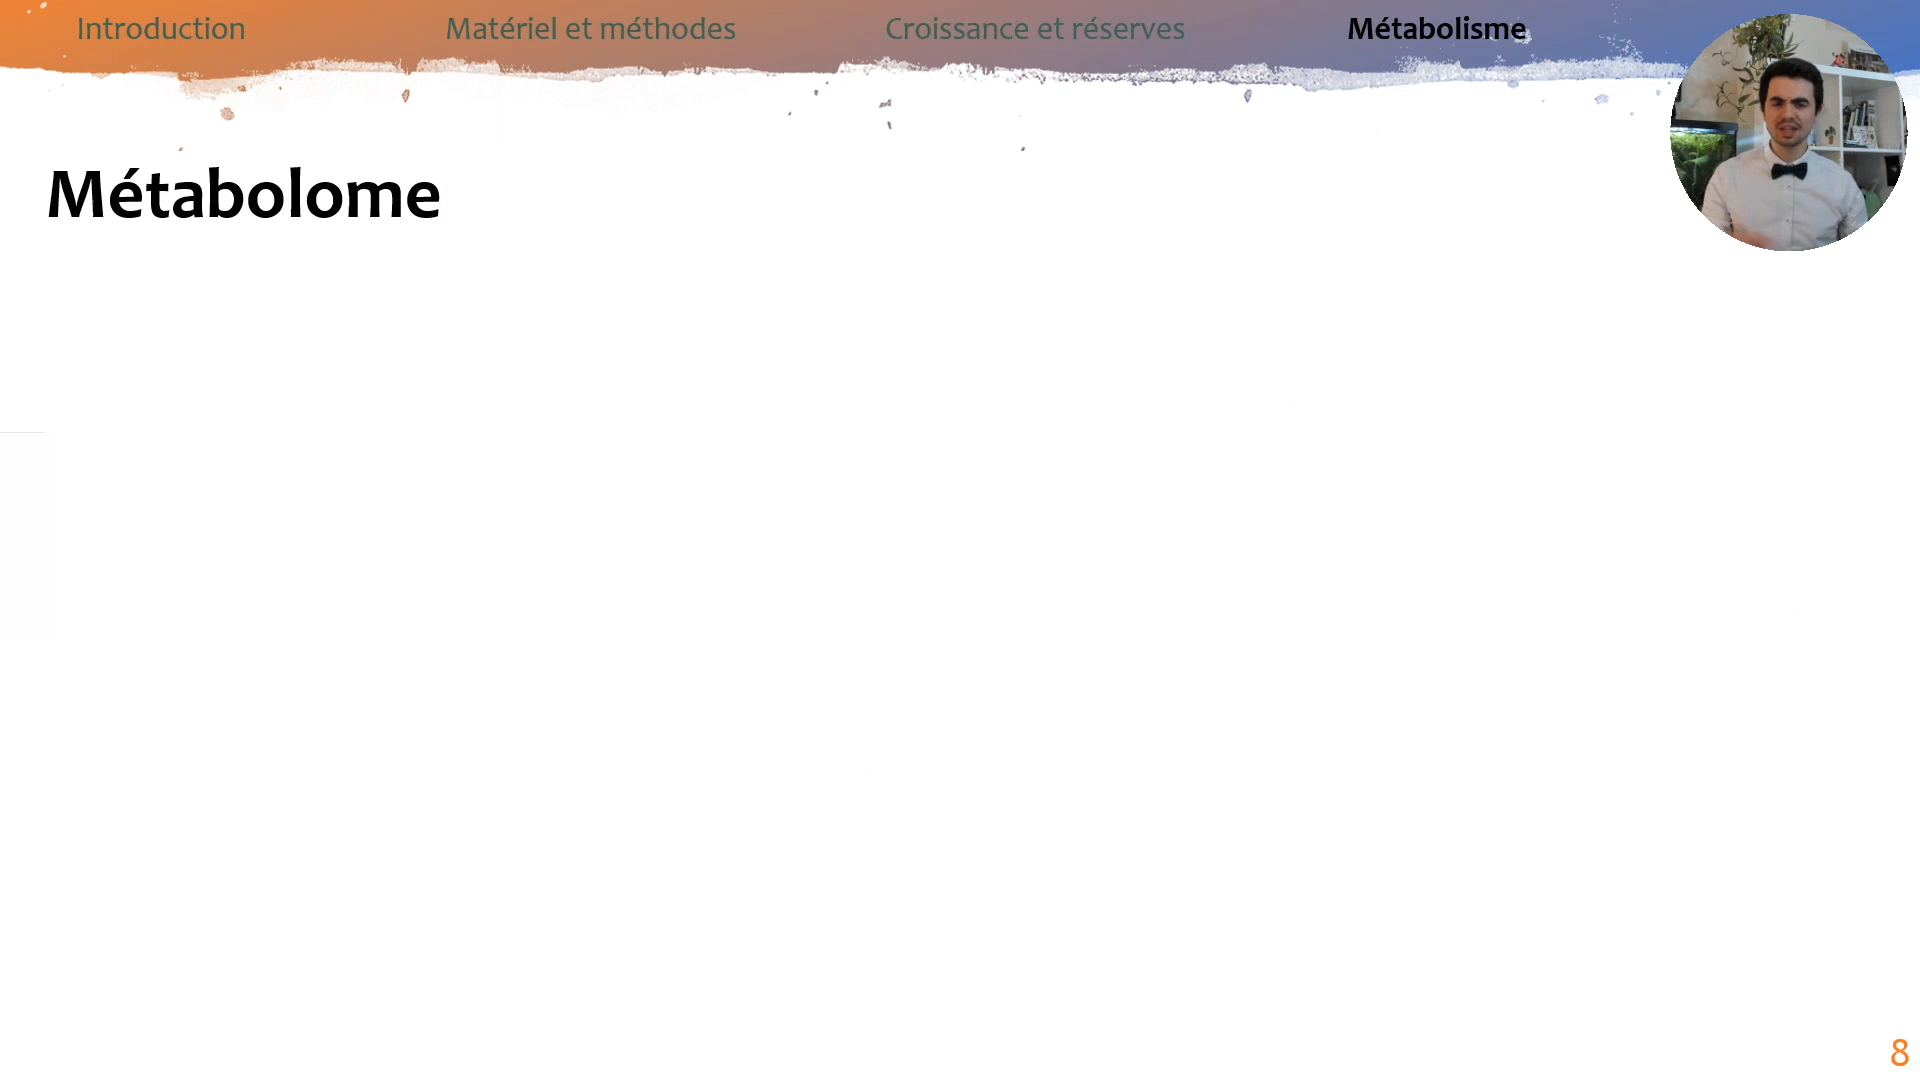 Introduction
Matériel et méthodes
Croissance et réserves
Métabolisme
Métabolome
8